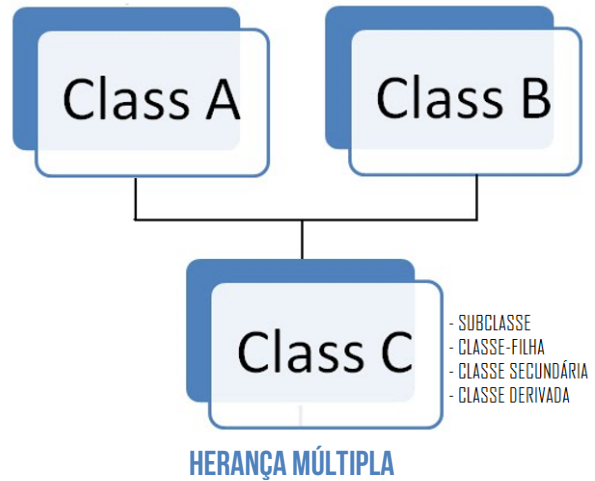 Class A
Class B
Class C
- SUBCLASSE
- CLASSE-FILHA
- CLASSE SECUNDÁRIA
- CLASSE DERIVADA
HERANÇA MÚLTIPLA